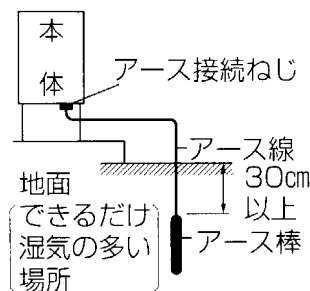 本
体
アース接続ねじ
アース線
30cm
以上
アース棒
地面
できるだけ
湿気の多い
場所